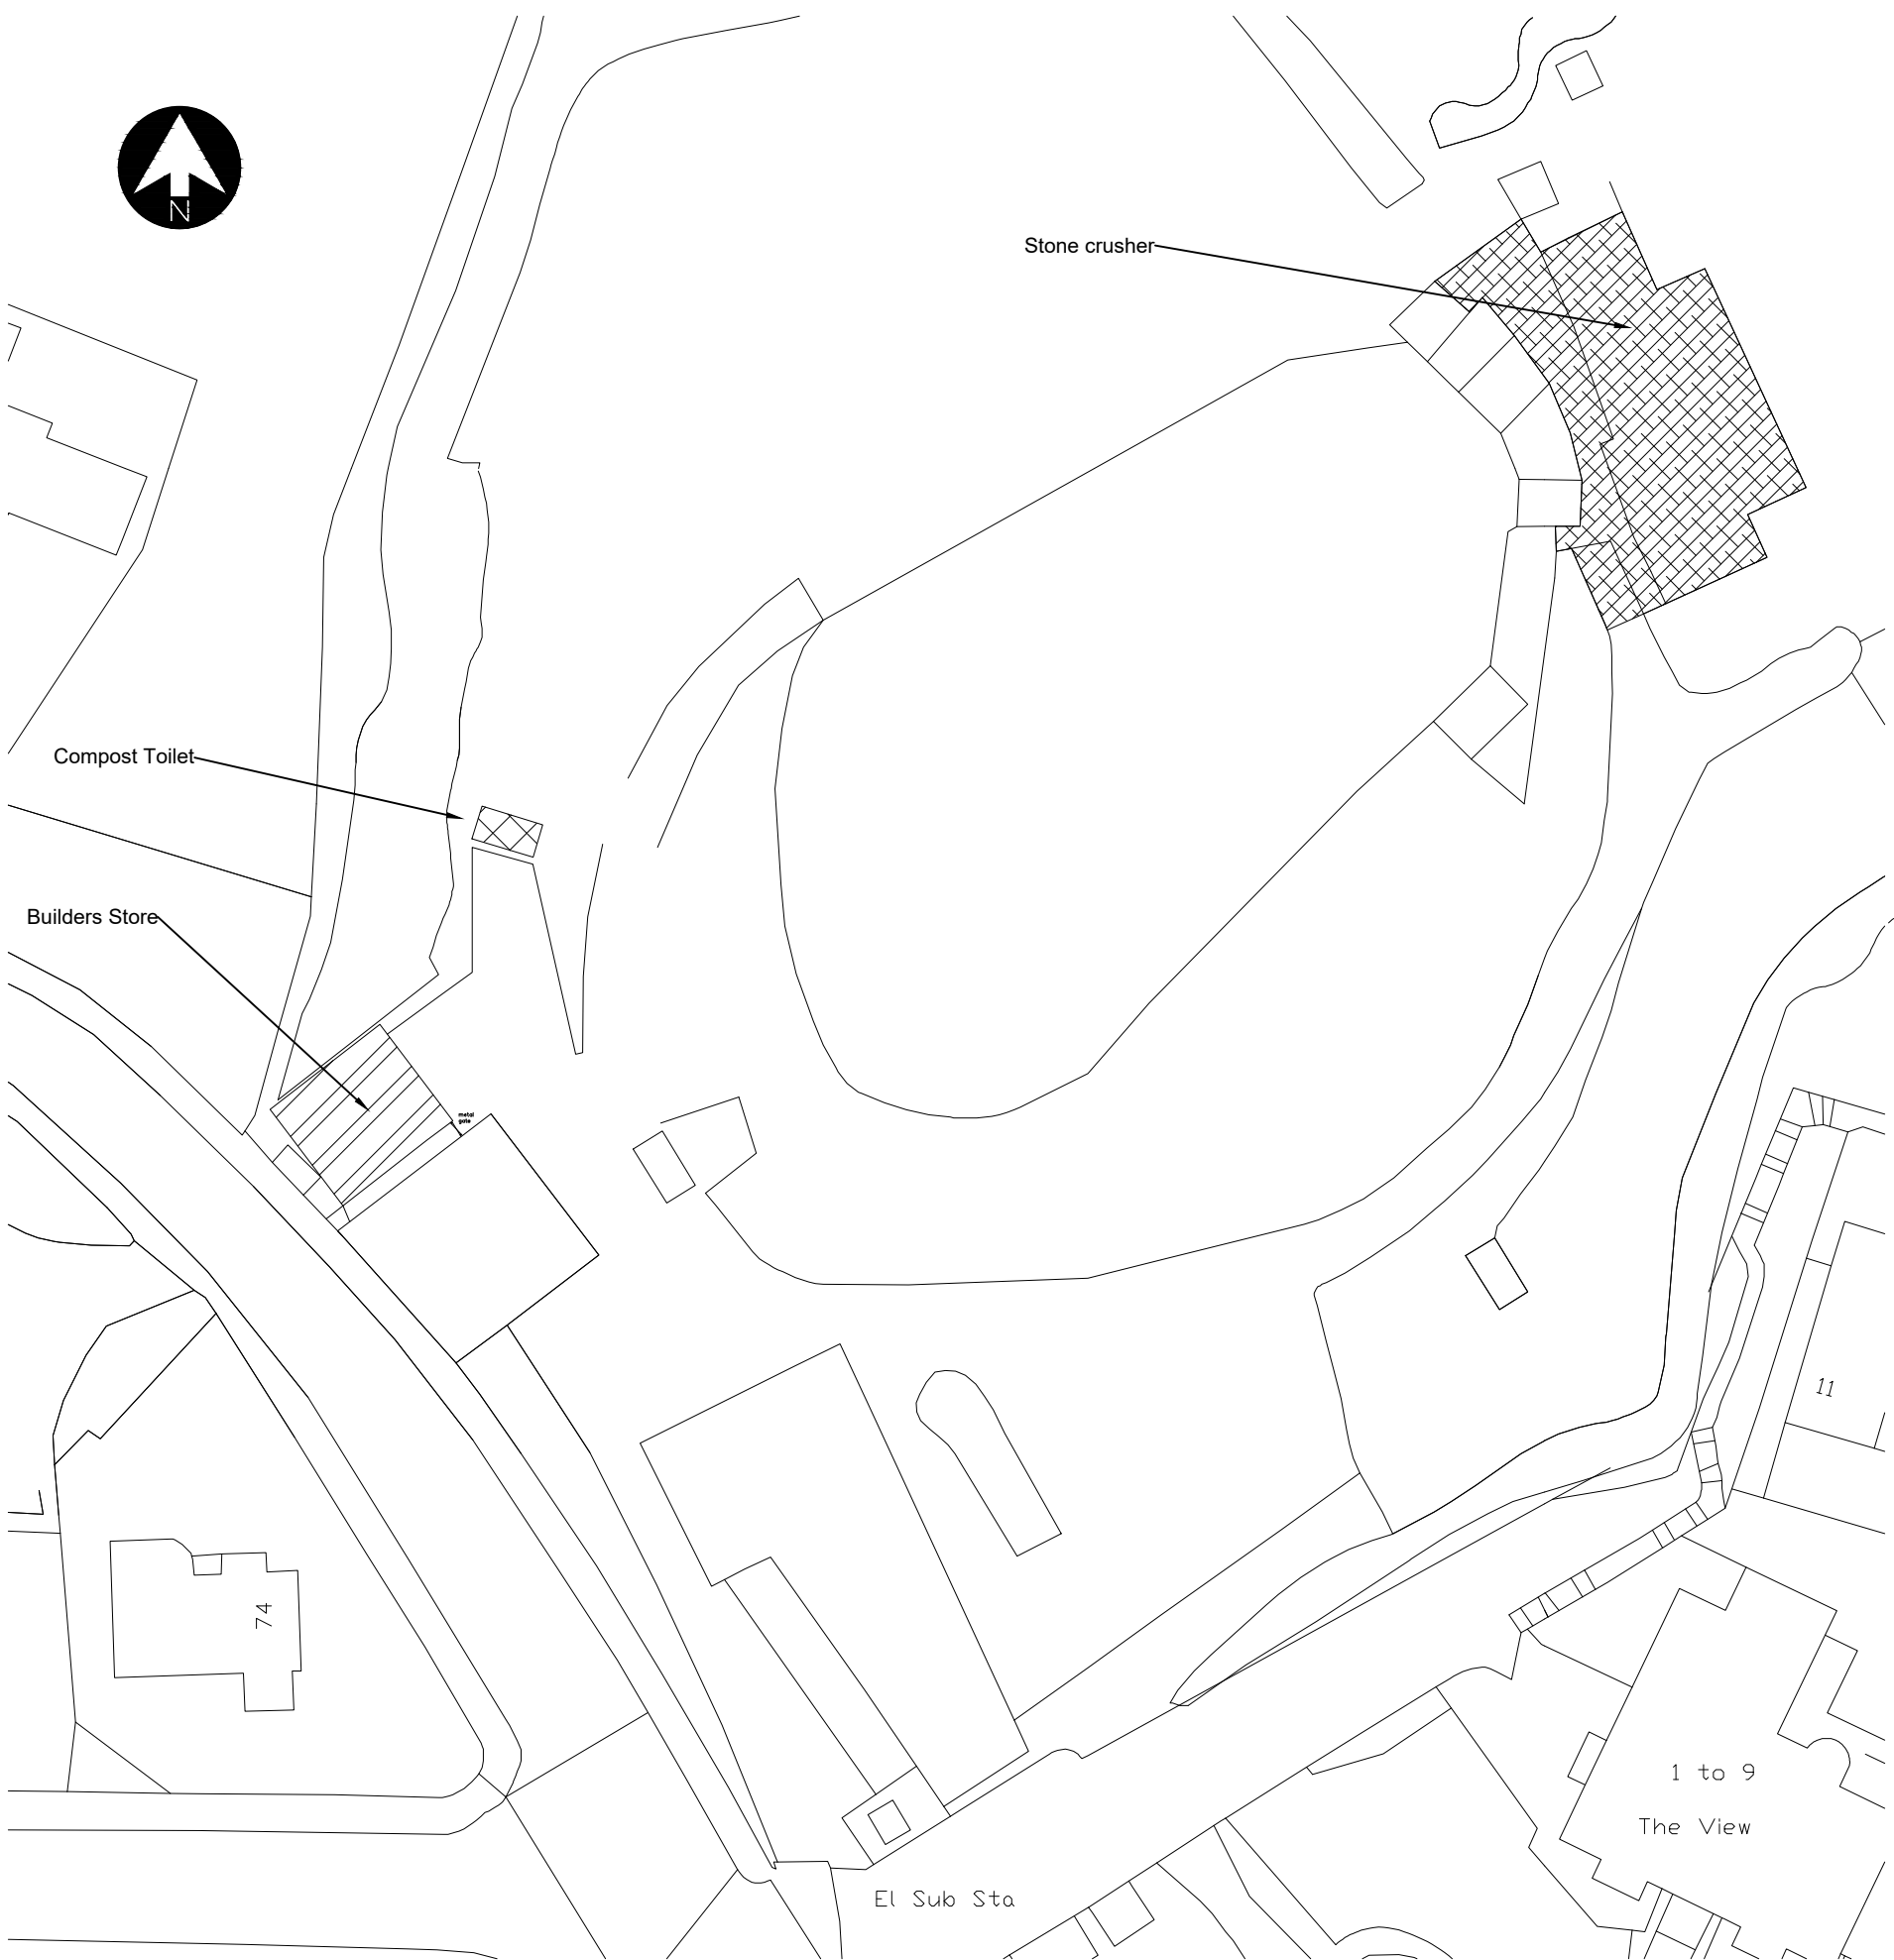 N
Stone crusher
Compost Toilet
Builders Store
metal
gate
11
74
1 to 9
The View
El Sub Sta